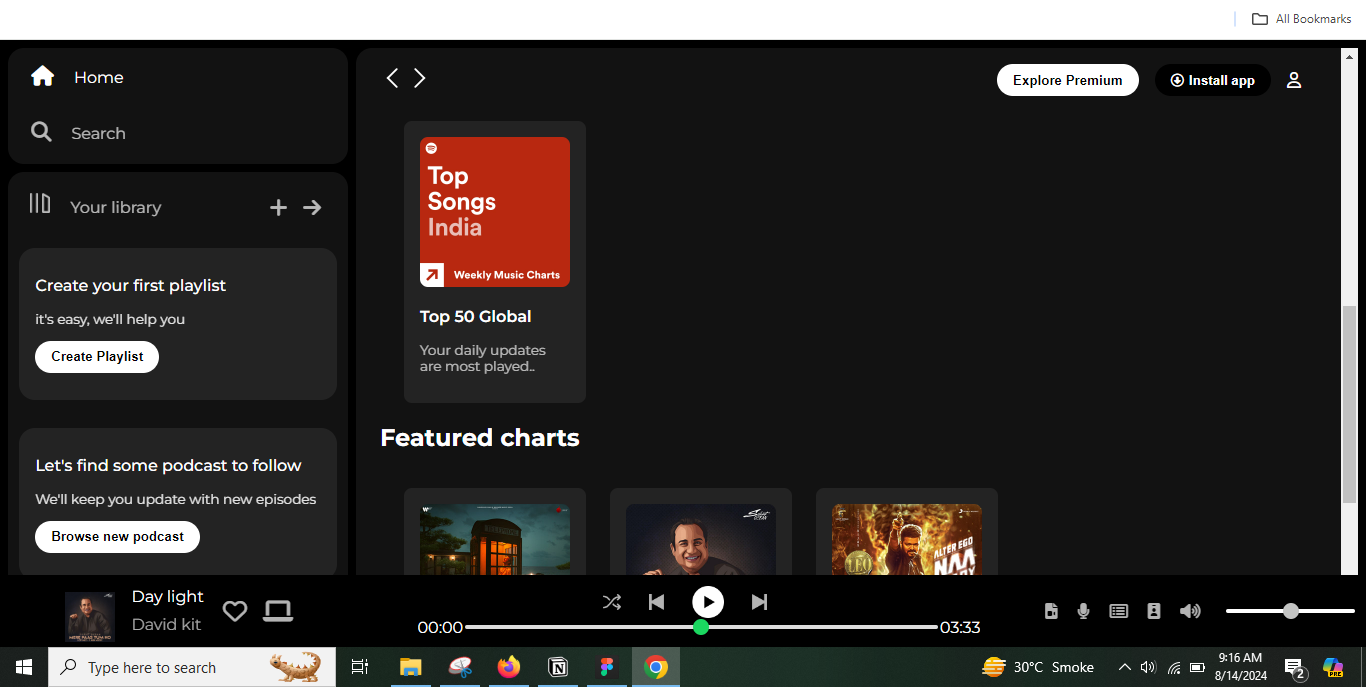 All Bookmarks
Home
Search
Explore Premium
Install app
Your library
Create your first playlist
it's easy, we'll help you
Create Playlist
Let's find some podcast to follow
We'll keep you update with new episodes
Browse new podcast
Top
Songs
India
Weekly Music Charts
Top 50 Global
Your daily updates
are most played..
Featured charts
ALTER EGO
NAA
LEO
Day light
David kit
00:00
03:33
Type here to search
30°C Smoke
9:16 AM
8/14/2024
2
PRE